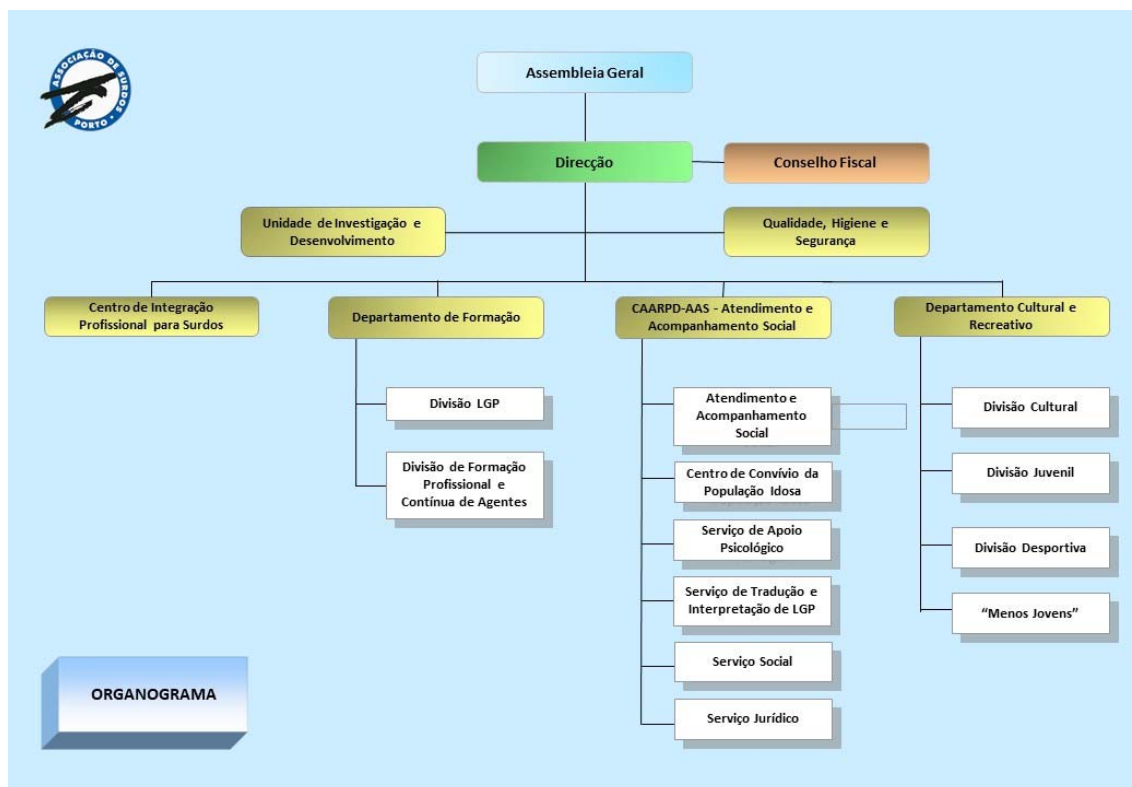 ASSOCIAÇÃO DE SURDOS
PORTO
Assembleia Geral
Direcção
Conselho Fiscal
Unidade de Investigação e
Desenvolvimento
Qualidade, Higiene e
Segurança
Centro de Integração
Profissional para Surdos
Departamento de Formação
CAARPD-AAS - Atendimento e
Acompanhamento Social
Departamento Cultural e
Recreativo
Divisão LGP
Divisão de Formação
Profissional e
Contínua de Agentes
Atendimento e
Acompanhamento
Social
Centro de Convívio da
População Idosa
Serviço de Apoio
Psicológico
Serviço de Tradução e
Interpretação de LGP
Serviço Social
Serviço Jurídico
Divisão Cultural
Divisão Juvenil
Divisão Desportiva
“Menos Jovens”
ORGANOGRAMA